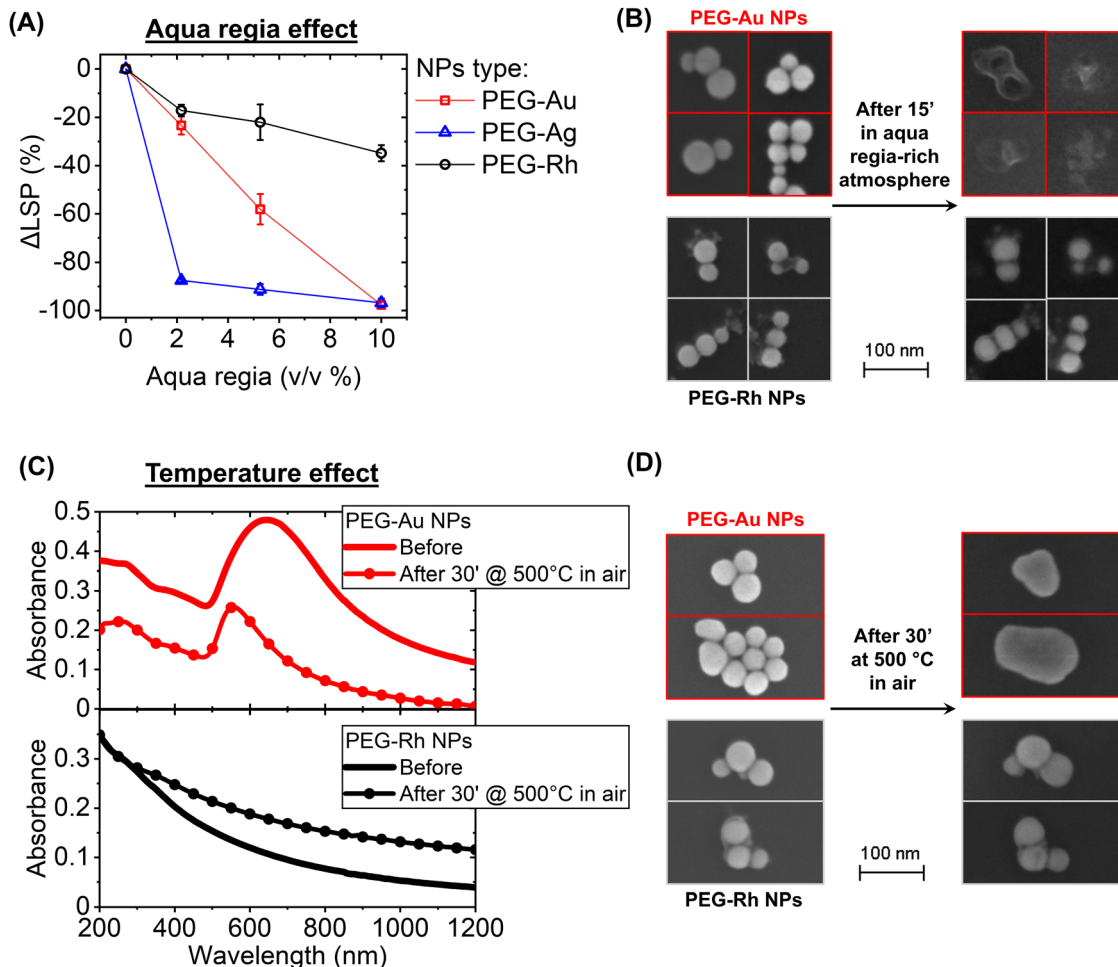 (A)
Aqua regia effect
0
-20
-40
-60
-80
-100
ΔLSP (%)
0 2 4 6 8 10
Aqua regia (v/v %)
NPs type:
PEG-Au
PEG-Ag
PEG-Rh
(B)
PEG-Au NPs
After 15'
in aqua
regia-rich
atmosphere
100 nm
PEG-Rh NPs
(C)
Temperature effect
0.5
0.4
0.3
0.2
0.1
0
Absorbance
PEG-Au NPs
Before
After 30' @ 500°C in air
0.3
0.2
0.1
0
Absorbance
PEG-Rh NPs
Before
After 30' @ 500°C in air
200 400 600 800 1000 1200
Wavelength (nm)
(D)
PEG-Au NPs
After 30'
at 500 °C
in air
100 nm
PEG-Rh NPs